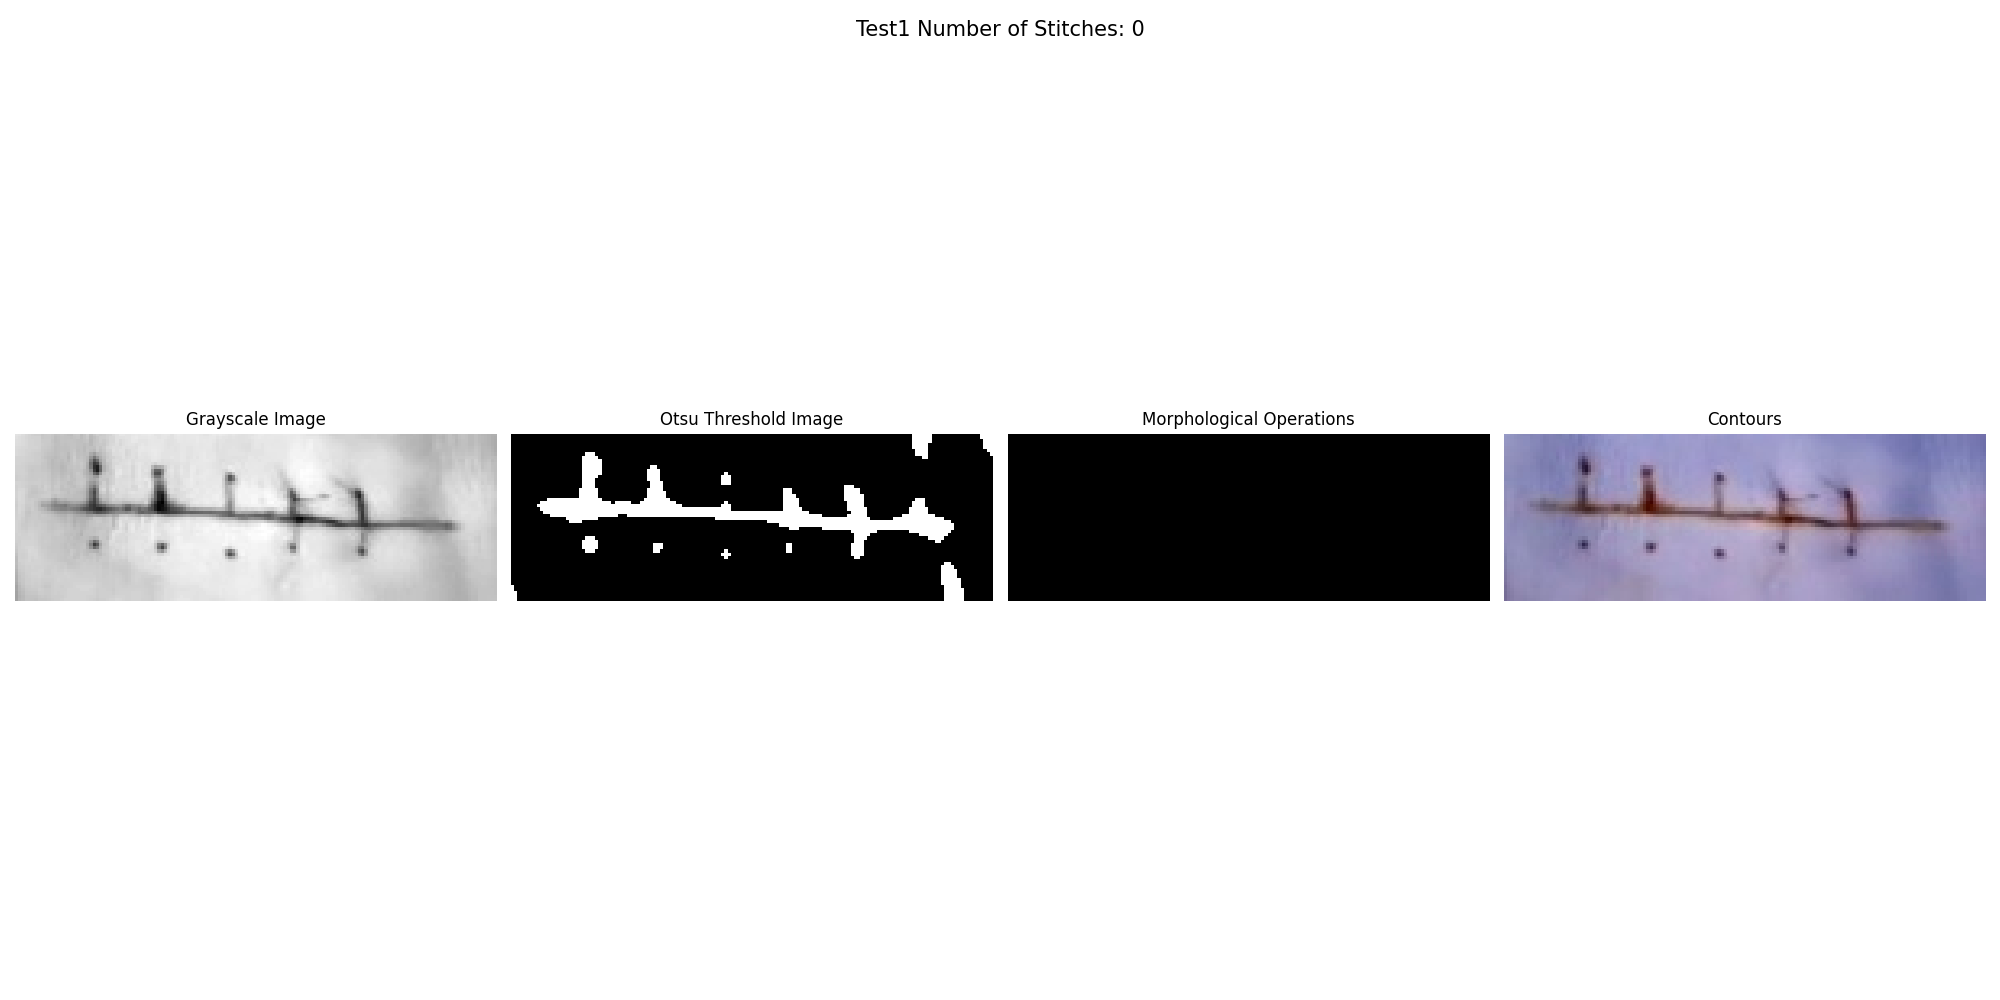 Test1 Number of Stitches: 0
Grayscale Image
Otsu Threshold Image
Morphological Operations
Contours